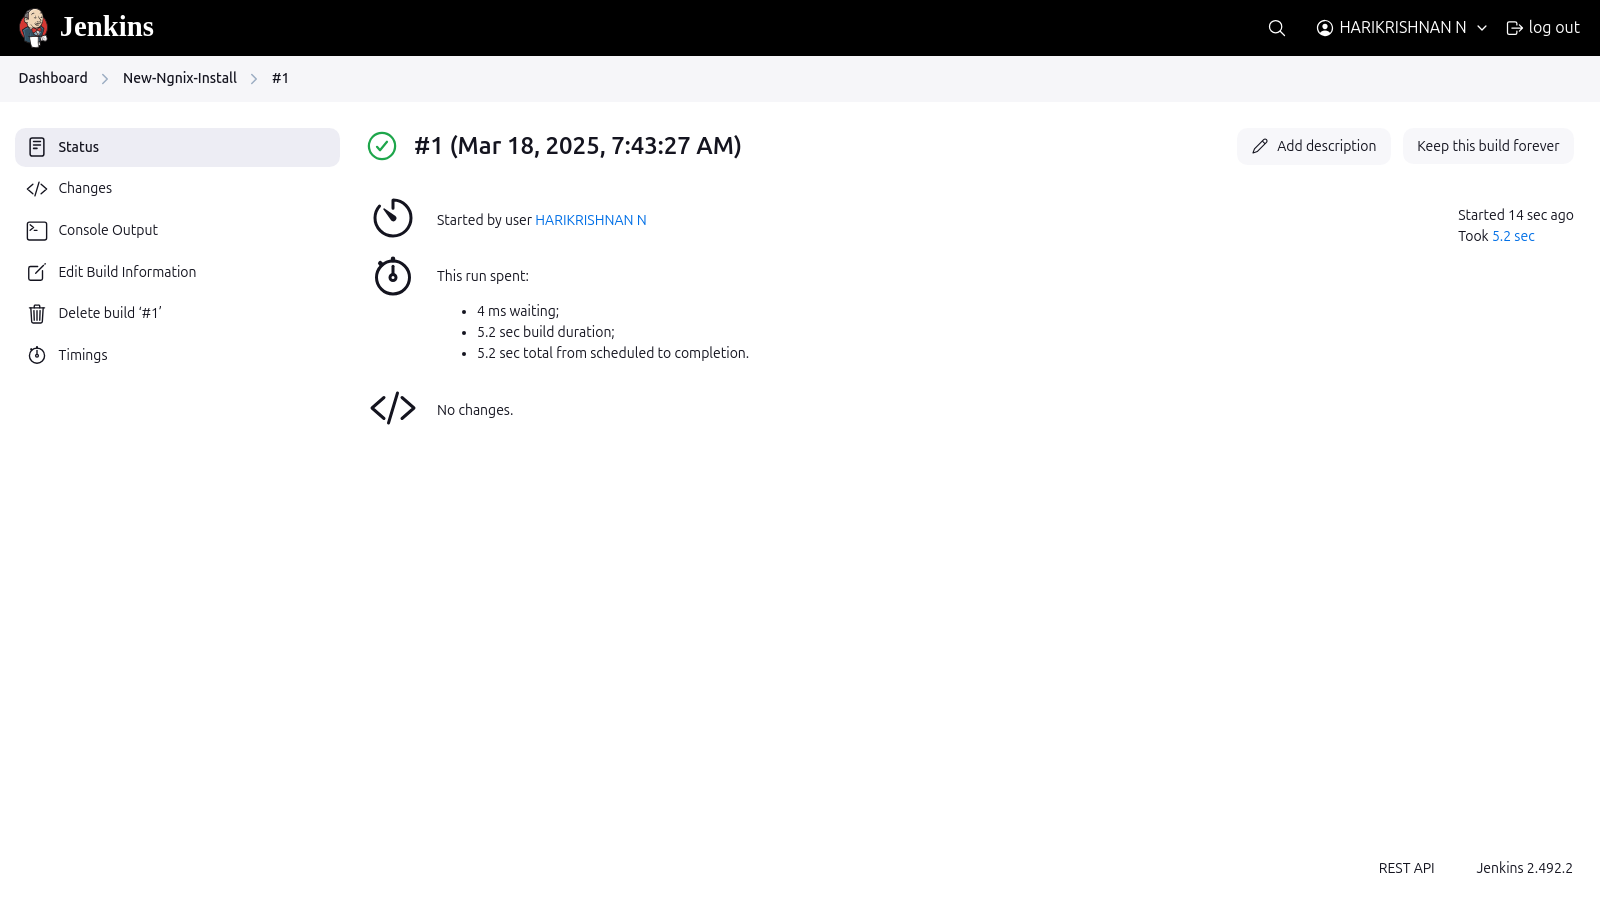 Jenkins
HARIKRISHNAN N
log out
Dashboard
New-Ngnix-Install
#1
Status
Changes
Console Output
Edit Build Information
Delete build ‘#1’
Timings
#1 (Mar 18, 2025, 7:43:27 AM)
Add description
Keep this build forever
Started by user HARIKRISHNAN N
Started 14 sec ago
Took 5.2 sec
This run spent:
4 ms waiting;
5.2 sec build duration;
5.2 sec total from scheduled to completion.
No changes.
REST API
Jenkins 2.492.2